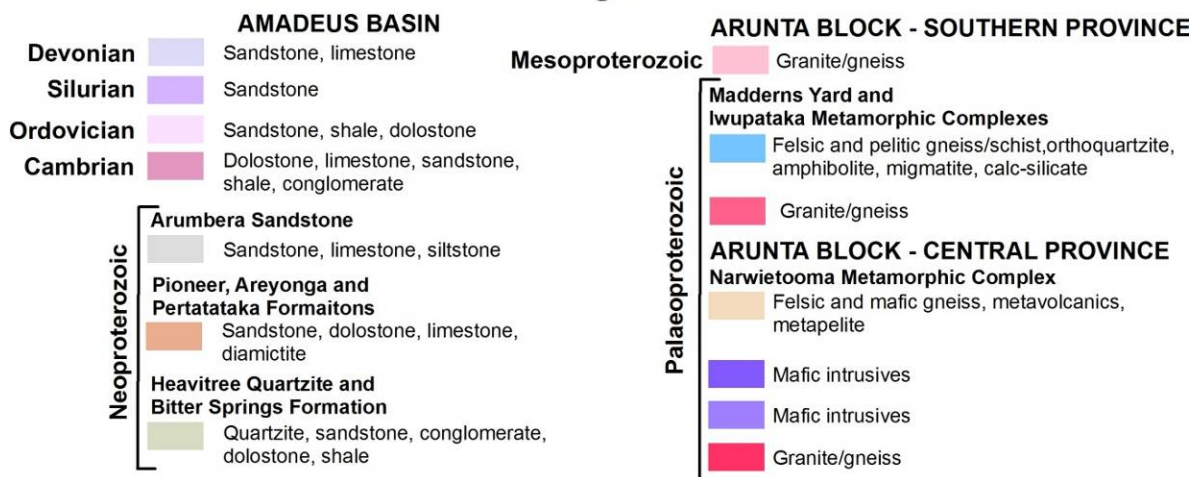 AMADEUS BASIN
Devonian
Sandstone, limestone
Silurian
Sandstone
Ordovician
Sandstone, shale, dolostone
Cambrian
Dolostone, limestone, sandstone,
shale, conglomerate
Neoproterozoic
Arumbera Sandstone
Sandstone, limestone, siltstone
Pioneer, Areyonga and
Pertatataka Formaitons
Sandstone, dolostone, limestone,
diamictite
Heavitree Quartzite and
Bitter Springs Formation
Quartzite, sandstone, conglomerate,
dolostone, shale
ARUNTA BLOCK - SOUTHERN PROVINCE
Mesoproterozoic
Granite/gneiss
Palaeoproterozoic
Madderns Yard and
Iwupataka Metamorphic Complexes
Felsic and pelitic gneiss/schist,orthoquartzite,
amphibolite, migmatite, calc-silicate
Granite/gneiss
ARUNTA BLOCK - CENTRAL PROVINCE
Narwietooma Metamorphic Complex
Felsic and mafic gneiss, metavolcanics,
metapelite
Mafic intrusives
Mafic intrusives
Granite/gneiss